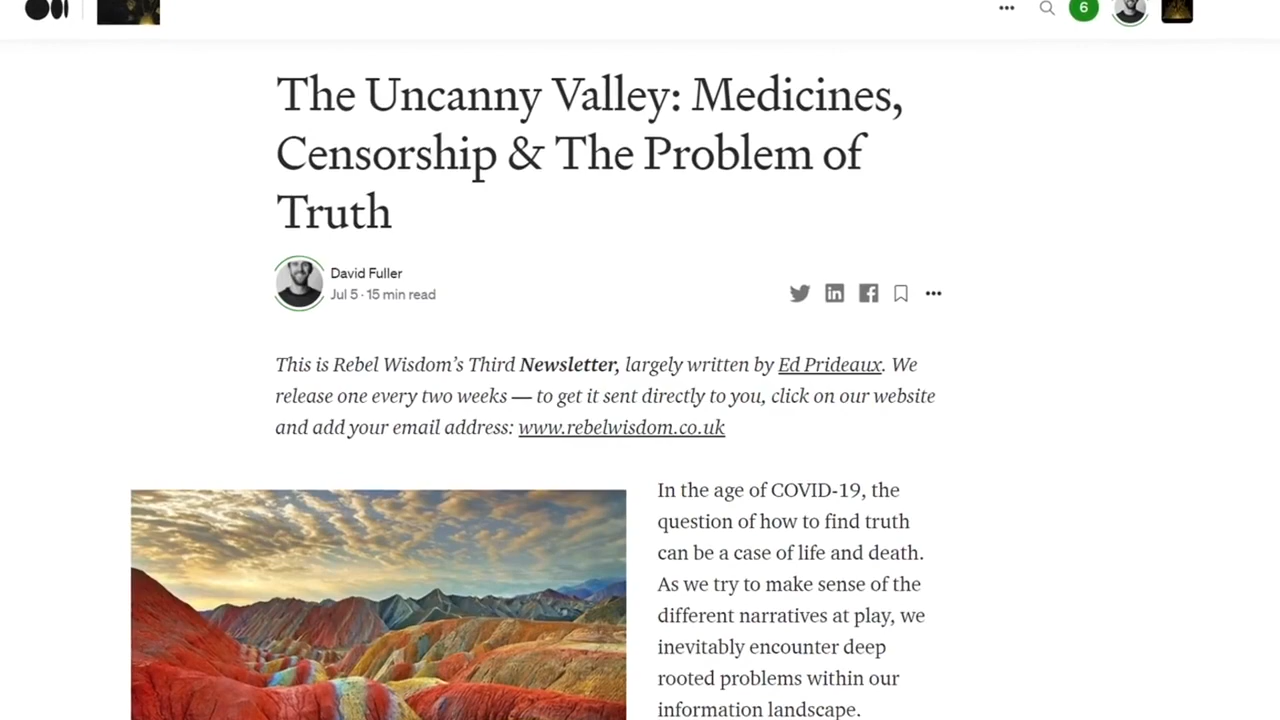 6
The Uncanny Valley: Medicines,
Censorship & The Problem of
Truth
David Fuller
Jul 5 · 15 min read
This is Rebel Wisdom’s Third Newsletter, largely written by Ed Prideaux. We
release one every two weeks — to get it sent directly to you, click on our website
and add your email address: www.rebelwisdom.co.uk
In the age of COVID-19, the
question of how to find truth
can be a case of life and death.
As we try to make sense of the
different narratives at play, we
inevitably encounter deep
rooted problems within our
information landscape.